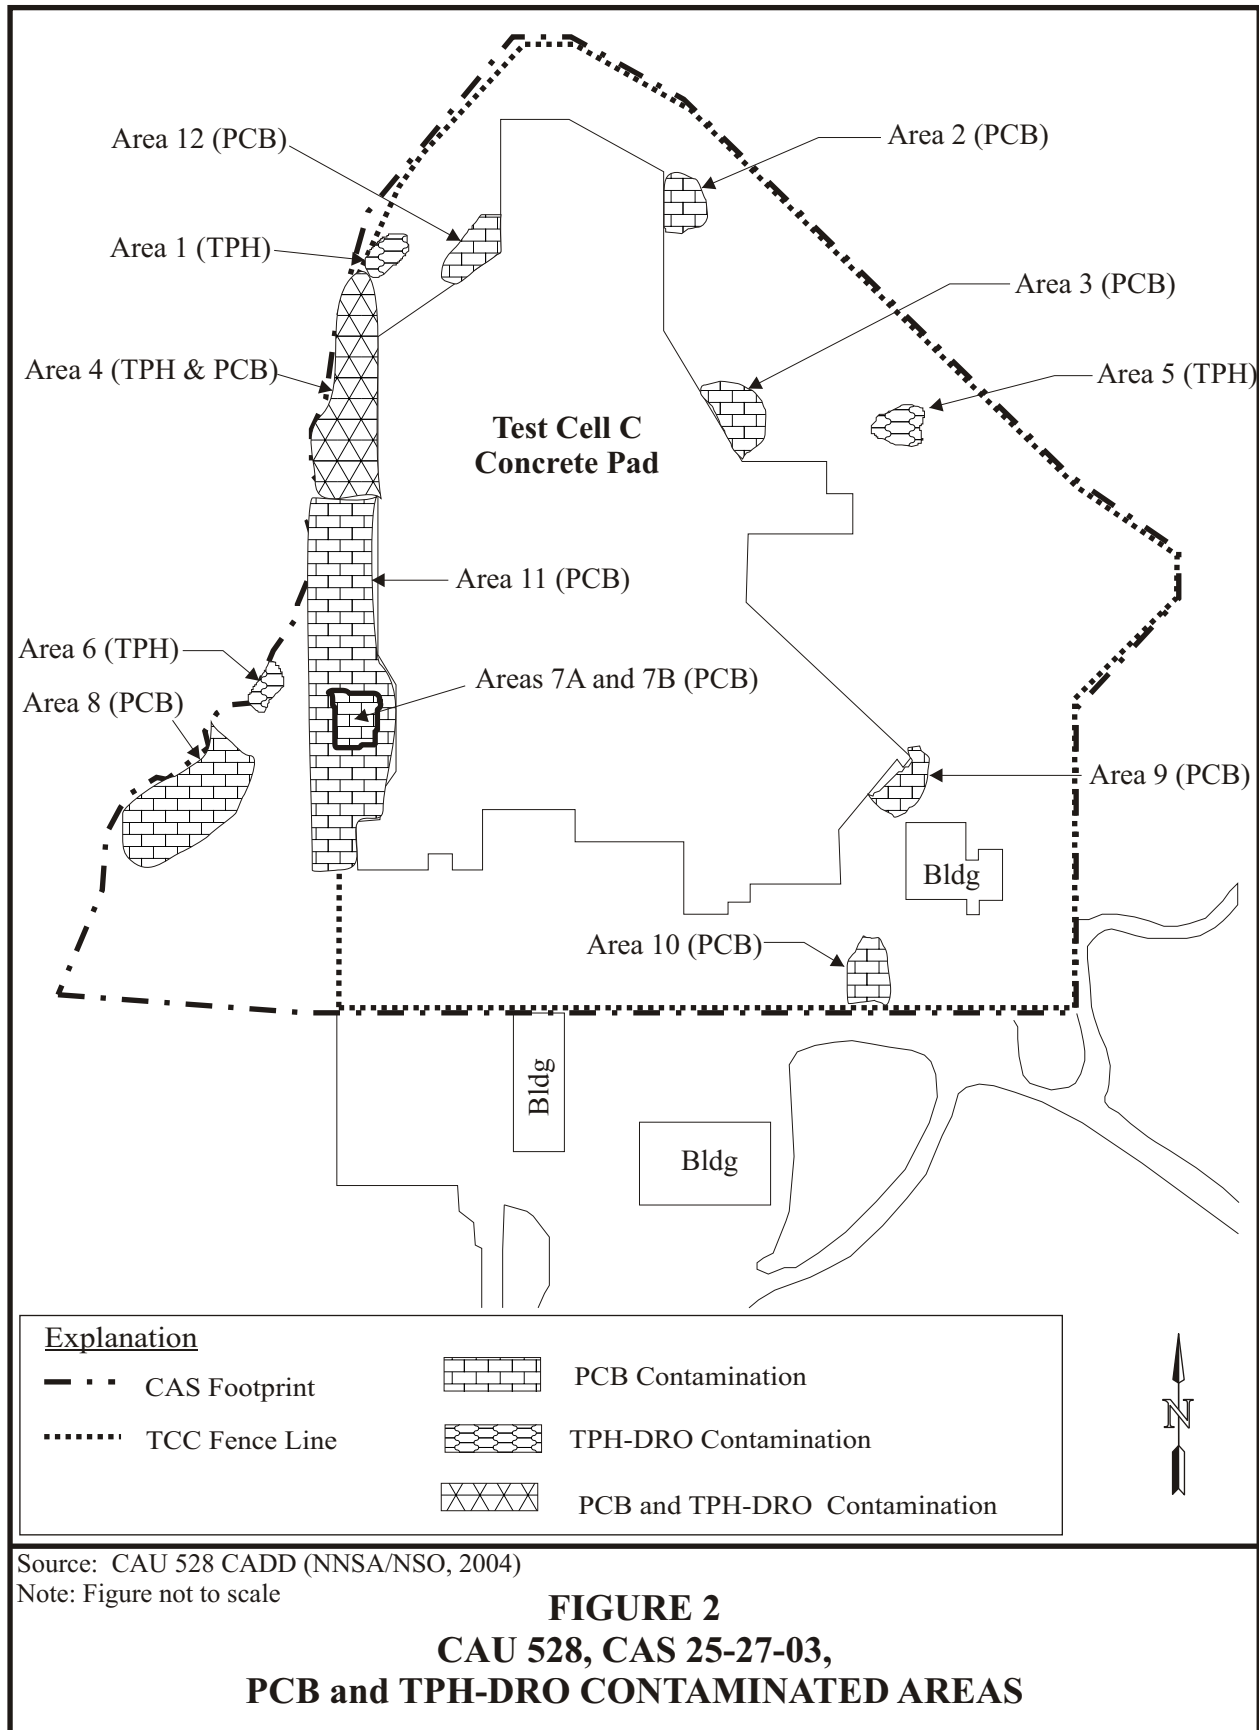 Area 12 (PCB)
Area 2 (PCB)
Area 1 (TPH)
Area 3 (PCB)
Area 4 (TPH & PCB)
Area 5 (TPH)
Test Cell C
Concrete Pad
Area 11 (PCB)
Area 6 (TPH)
Areas 7A and 7B (PCB)
Area 8 (PCB)
Area 9 (PCB)
Bldg
Area 10 (PCB)
Bldg
Bldg
Explanation
CAS Footprint
TCC Fence Line
PCB Contamination
TPH-DRO Contamination
PCB and TPH-DRO Contamination
N
Source: CAU 528 CADD (NNSA/NSO, 2004)
Note: Figure not to scale
FIGURE 2
CAU 528, CAS 25-27-03,
PCB and TPH-DRO CONTAMINATED AREAS